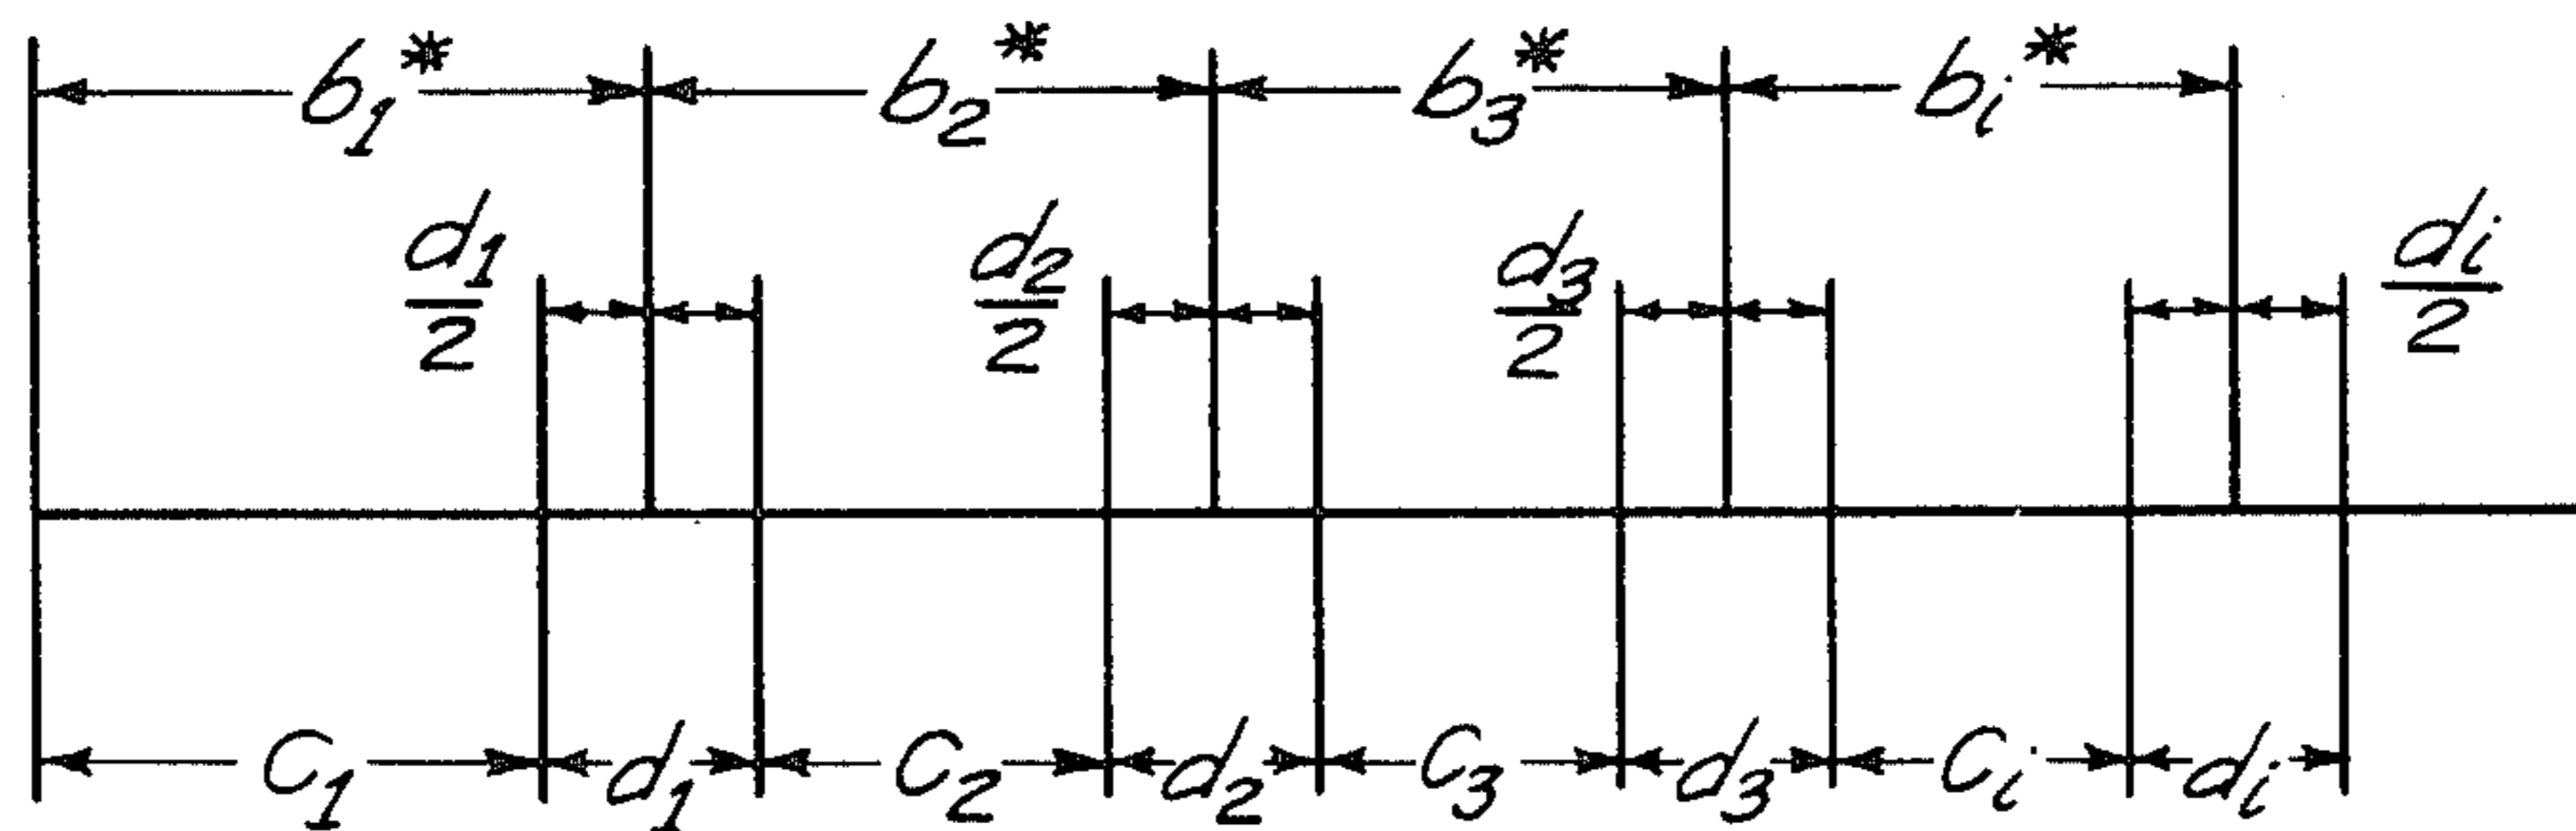 b₁* b₂* b₃* bᵢ*
d₁/2 d₂/2 d₃/2 dᵢ/2
c₁ d₁ c₂ d₂ c₃ d₃ cᵢ dᵢ